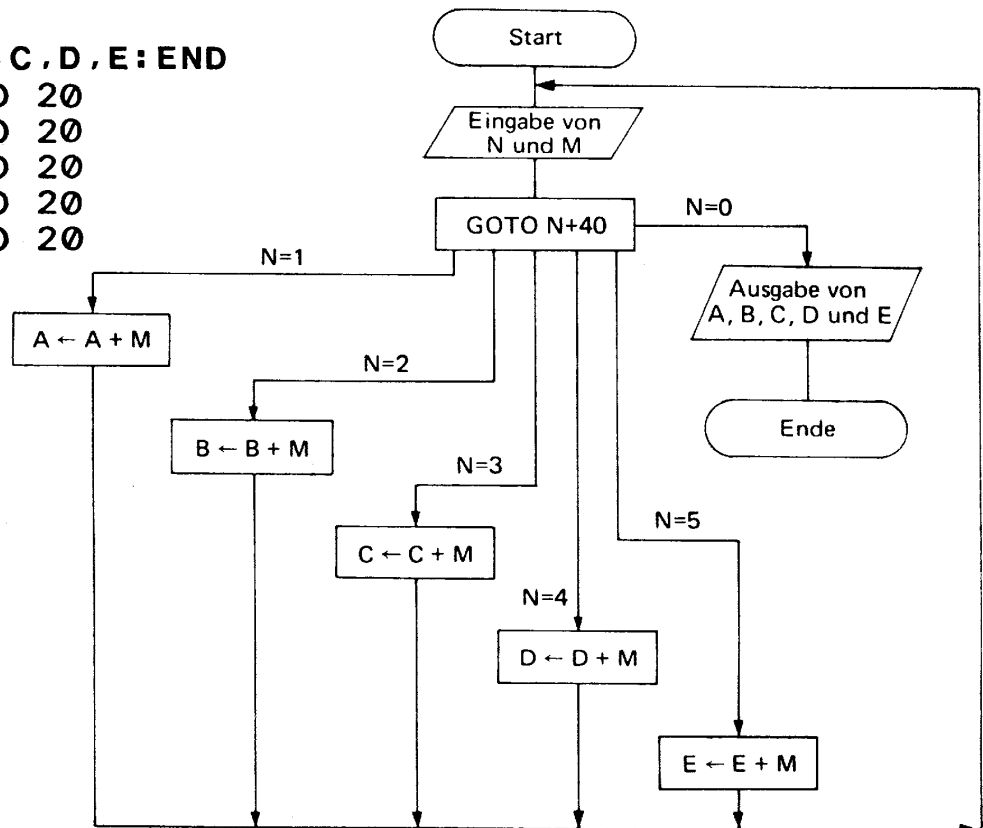 C,D,E:END
20
20
20
20
20
Start
Eingabe von
N und M
GOTO N+40
N=0
N=1
Ausgabe von
A, B, C, D und E
A ← A + M
N=2
Ende
B ← B + M
N=3
N=5
C ← C + M
N=4
D ← D + M
E ← E + M